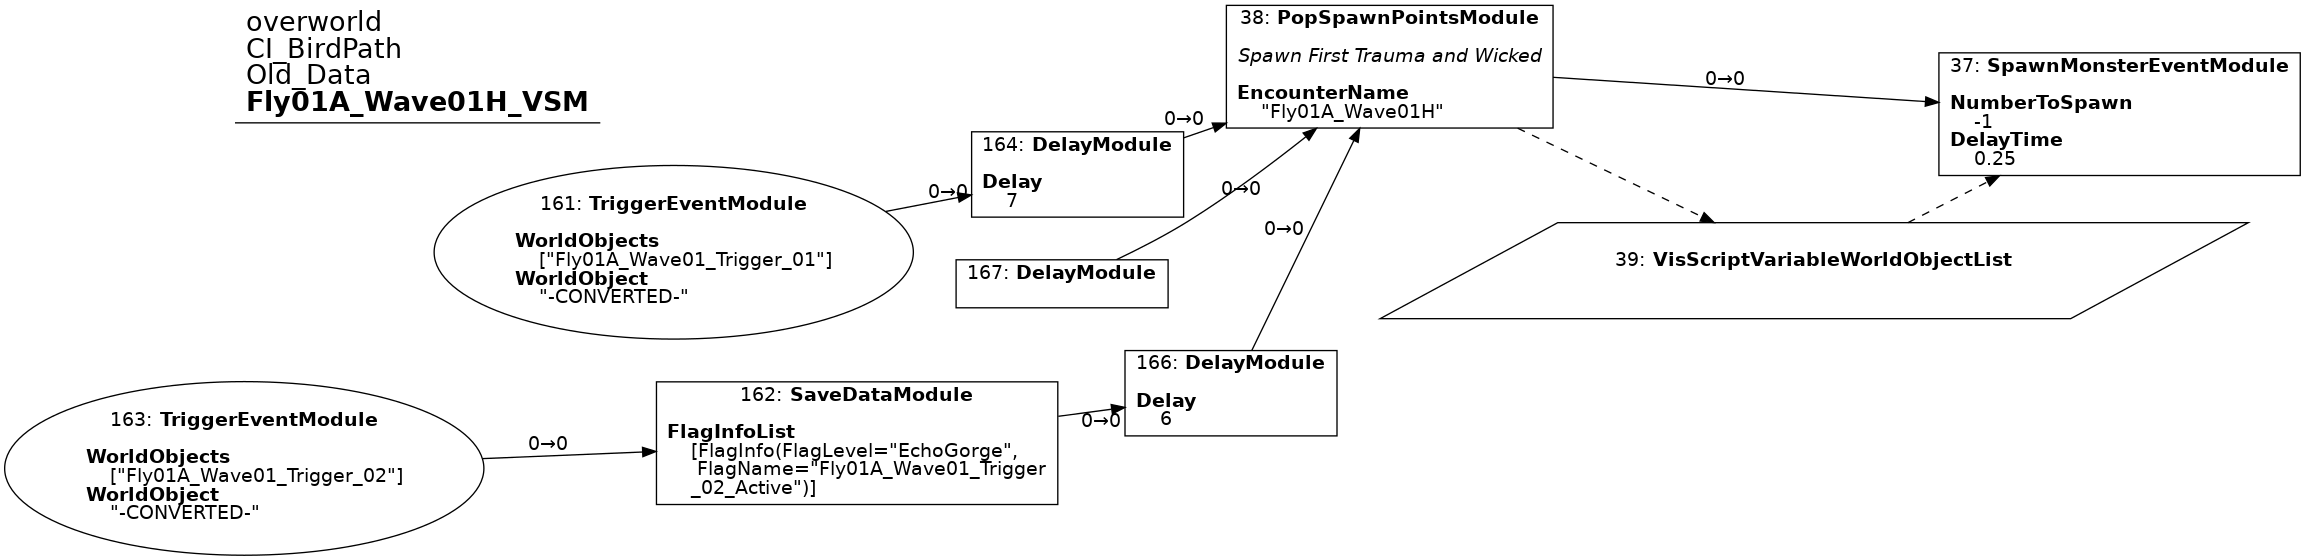 overworld
CI_BirdPath
Old_Data
Fly01A_Wave01H_VSM
38: PopSpawnPointsModule
Spawn First Trauma and Wicked
EncounterName
"Fly01A_Wave01H"
0→0
37: SpawnMonsterEventModule
NumberToSpawn
-1
DelayTime
0.25
0→0
164: DelayModule
Delay
7
161: TriggerEventModule
WorldObjects
["Fly01A_Wave01_Trigger_01"]
WorldObject
"-CONVERTED-"
0→0
0→0
0→0
167: DelayModule
39: VisScriptVariableWorldObjectList
166: DelayModule
Delay
6
163: TriggerEventModule
WorldObjects
["Fly01A_Wave01_Trigger_02"]
WorldObject
"-CONVERTED-"
0→0
162: SaveDataModule
FlagInfoList
[FlagInfo(FlagLevel="EchoGorge",
FlagName="Fly01A_Wave01_Trigger
_02_Active")]
0→0